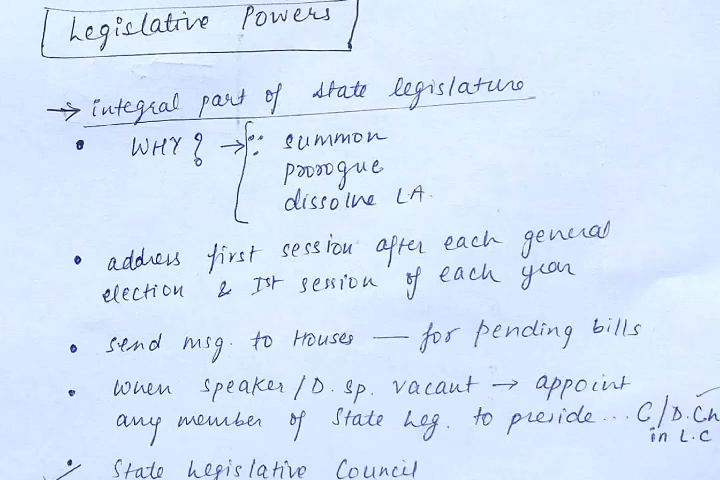 Legislative Powers
→ integral part of state legislature
• WHY? → ∵ summon
prorogue
dissolve L.A.
• address first session after each general
election & Ist session of each year
• send msg. to Houses — for pending bills
• when speaker / D. sp. vacant → appoint
any member of State Leg. to preside... C/D.Ch
in L.C
State Legislative Council